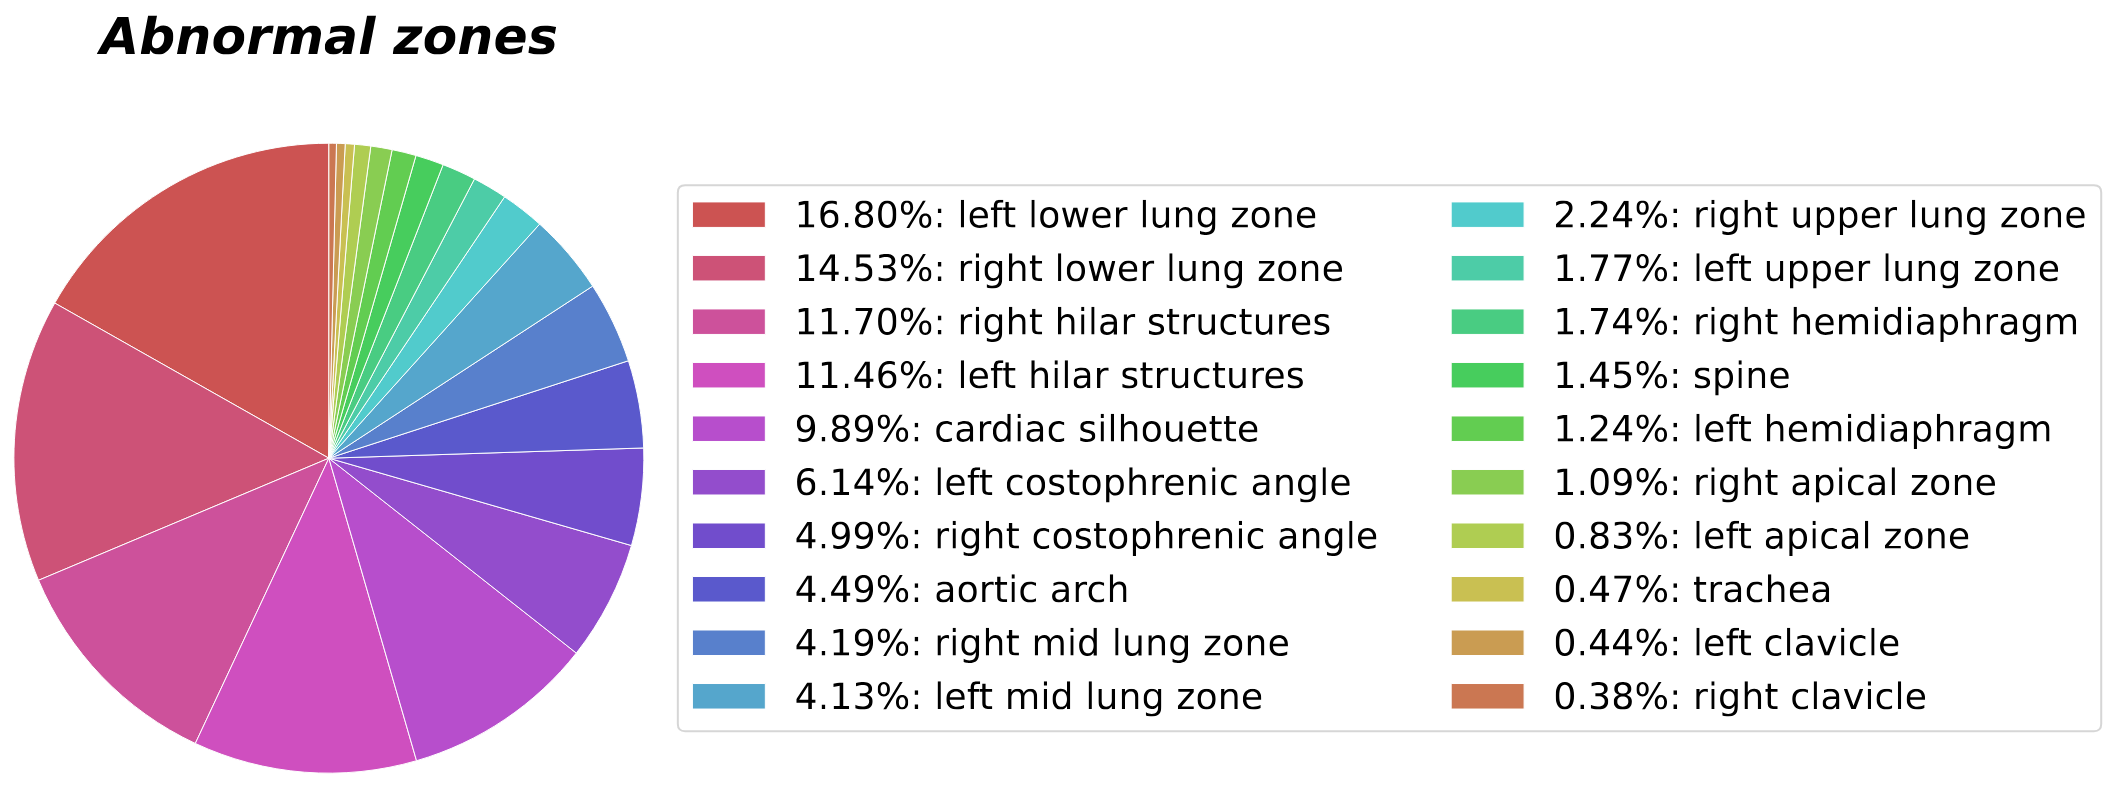 Abnormal zones
16.80%: left lower lung zone
14.53%: right lower lung zone
11.70%: right hilar structures
11.46%: left hilar structures
9.89%: cardiac silhouette
6.14%: left costophrenic angle
4.99%: right costophrenic angle
4.49%: aortic arch
4.19%: right mid lung zone
4.13%: left mid lung zone
2.24%: right upper lung zone
1.77%: left upper lung zone
1.74%: right hemidiaphragm
1.45%: spine
1.24%: left hemidiaphragm
1.09%: right apical zone
0.83%: left apical zone
0.47%: trachea
0.44%: left clavicle
0.38%: right clavicle